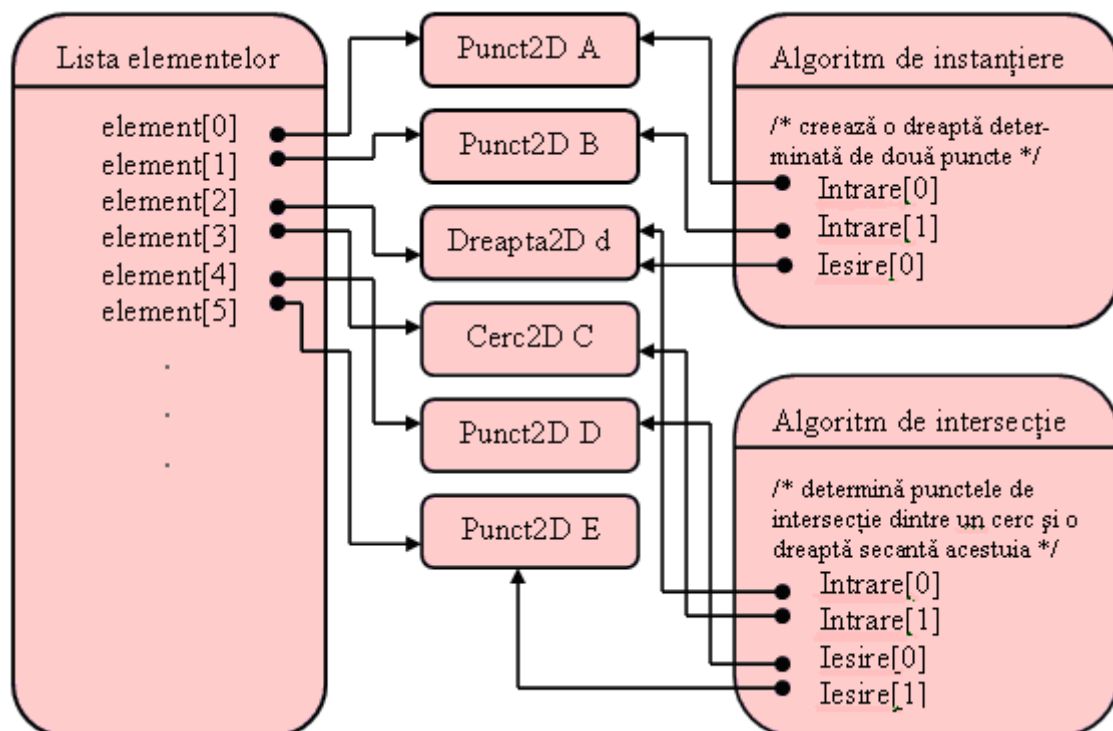 Lista elementelor
element[0]
element[1]
element[2]
element[3]
element[4]
element[5]
.
.
.
Punct2D A
Punct2D B
Dreapta2D d
Cerc2D C
Punct2D D
Punct2D E
Algoritm de instanțiere
/* creează o dreaptă deter-
minată de două puncte */
Intrare[0]
Intrare[1]
Iesire[0]
Algoritm de intersecție
/* determină punctele de
intersecție dintre un cerc și o
dreaptă secantă acestuia */
Intrare[0]
Intrare[1]
Iesire[0]
Iesire[1]